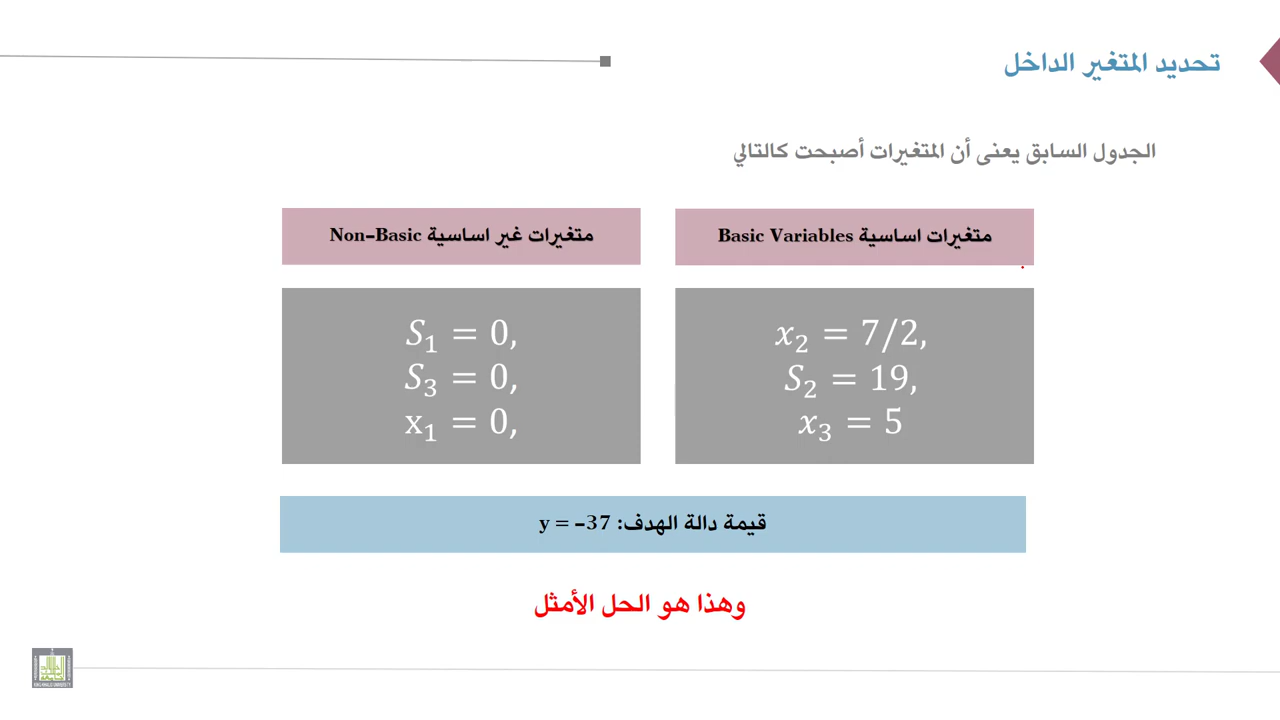 تحديد المتغير الداخل
الجدول السابق يعنى أن المتغيرات أصبحت كالتالي
متغيرات اساسية Basic Variables
x₂ = 7/2,
S₂ = 19,
x₃ = 5
متغيرات غير اساسية Non-Basic
S₁ = 0,
S₃ = 0,
x₁ = 0,
قيمة دالة الهدف: y = -37
وهذا هو الحل الأمثل